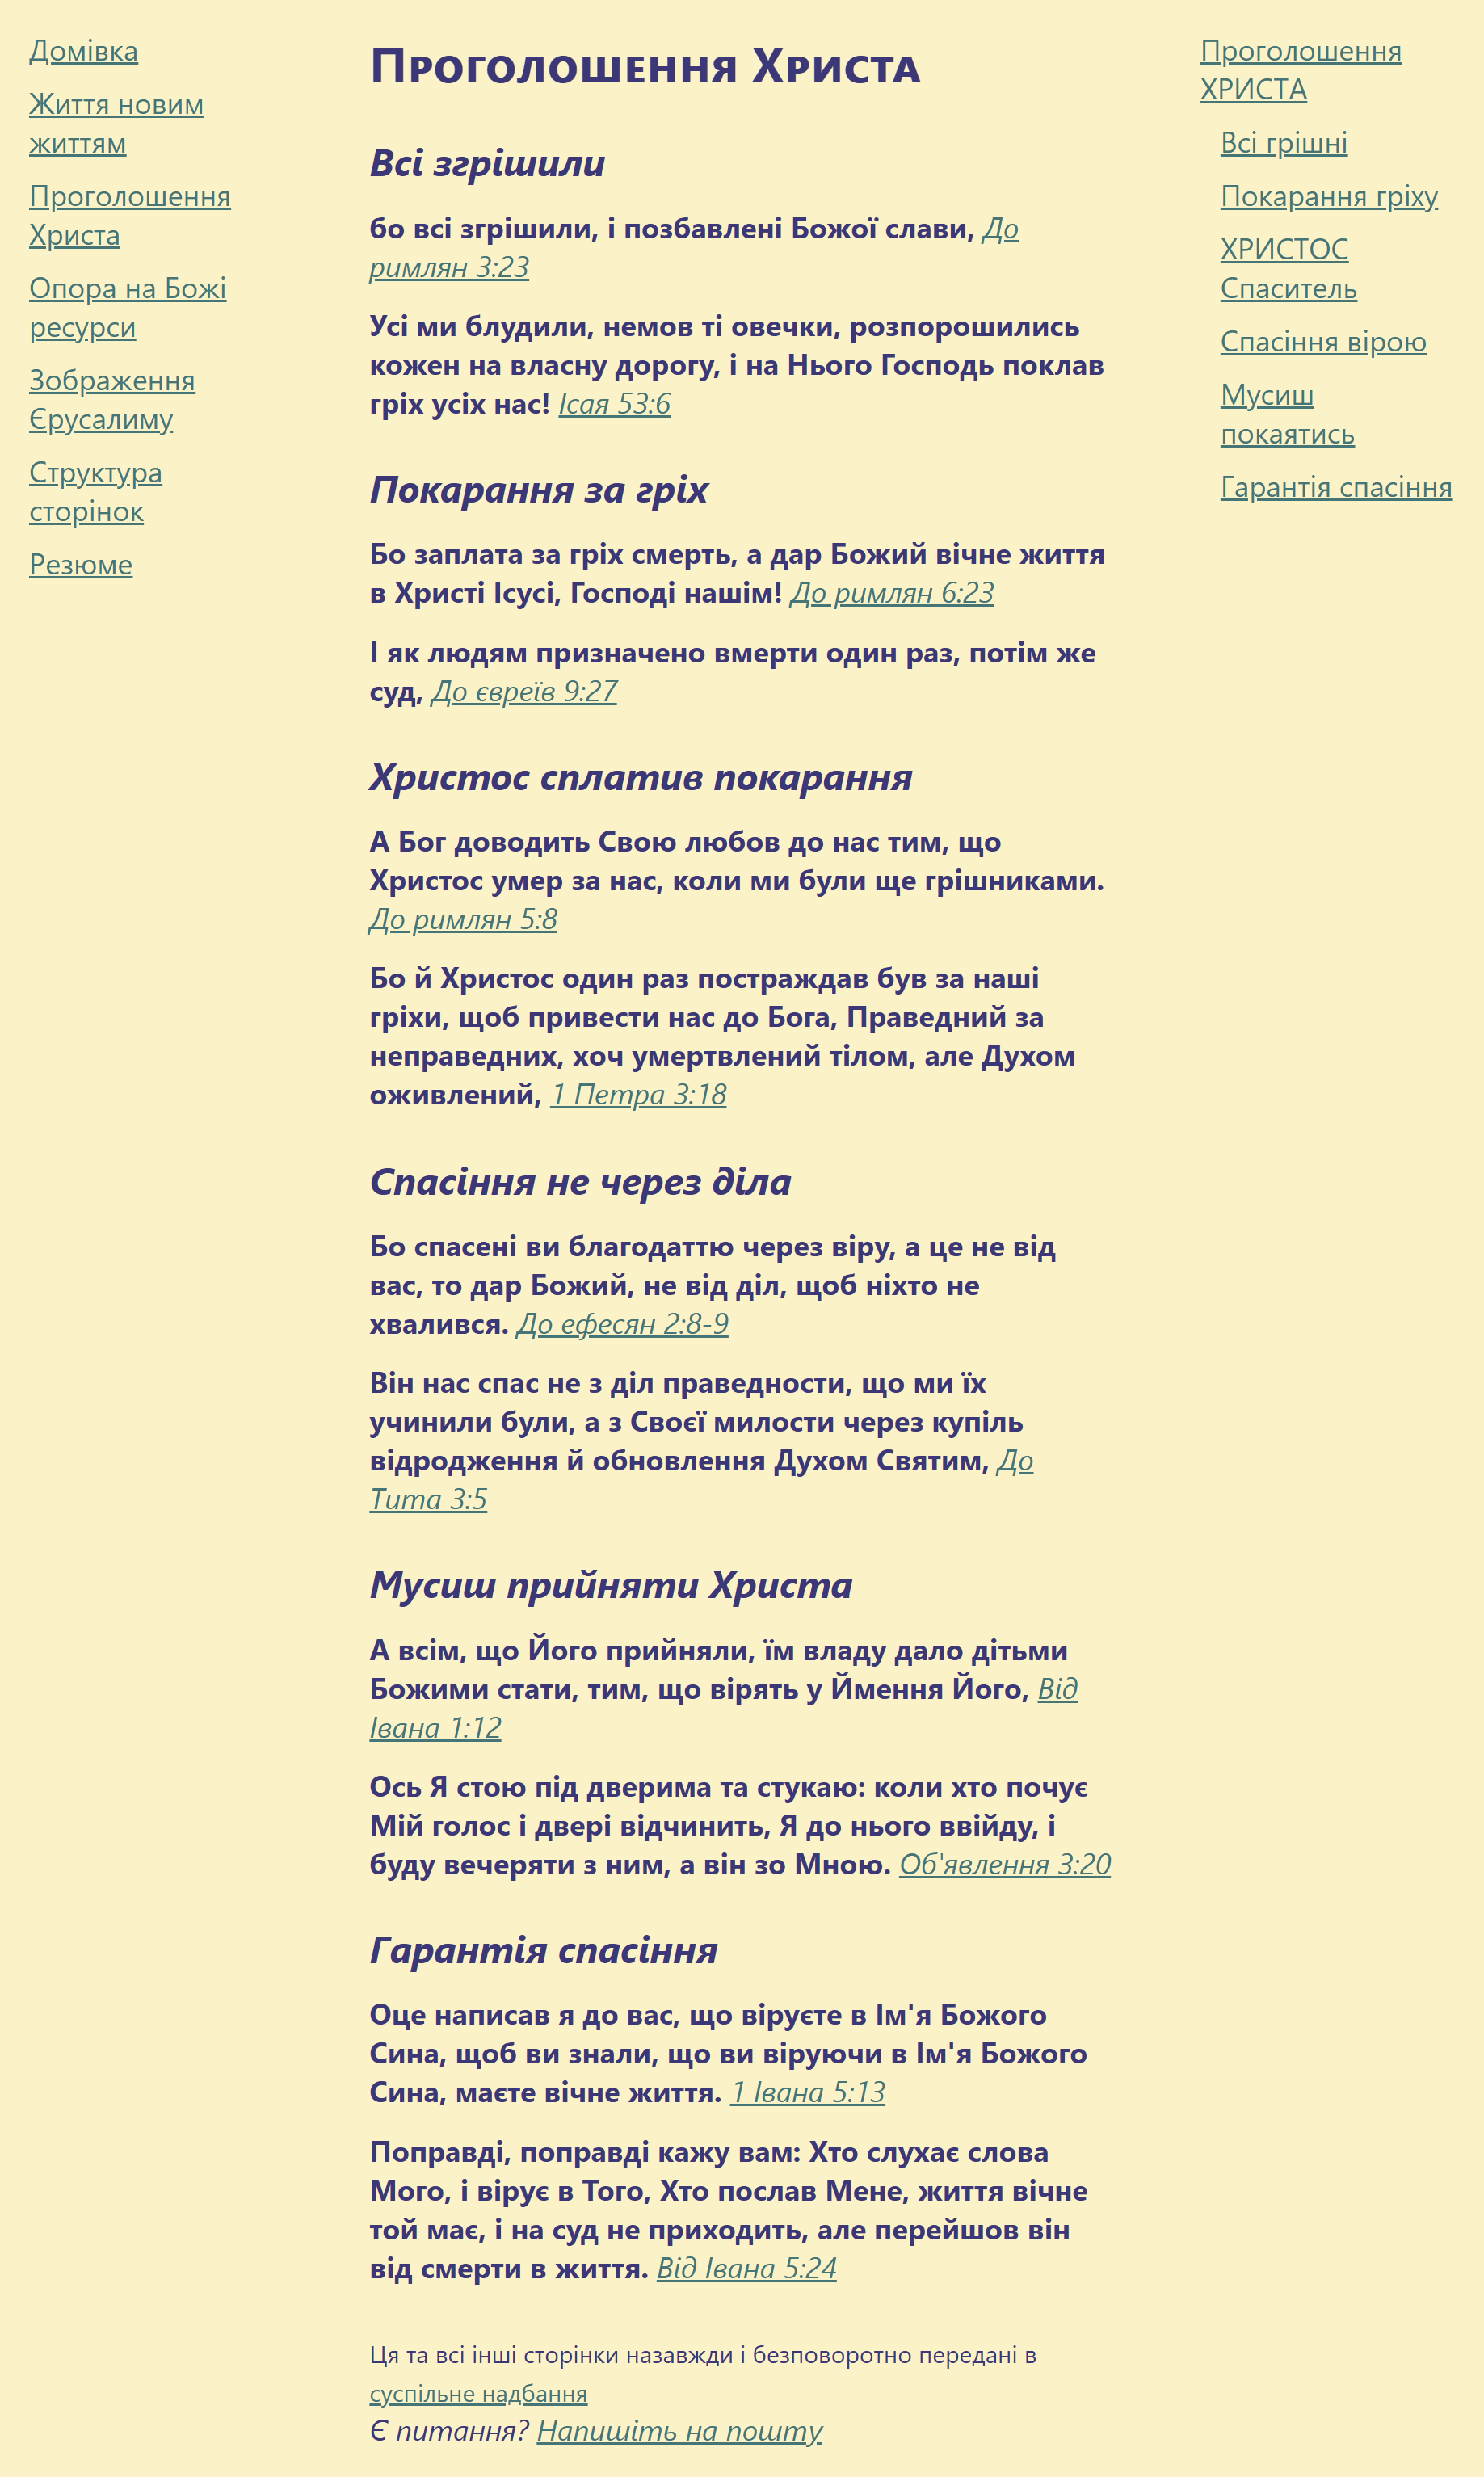 Домівка
Життя новим
життям
Проголошення
Христа
Опора на Божі
ресурси
Зображення
Єрусалиму
Структура
сторінок
Резюме
Проголошення Христа
Всі згрішили
бо всі згрішили, і позбавлені Божої слави, До
римлян 3:23
Усі ми блудили, немов ті овечки, розпорошились
кожен на власну дорогу, і на Нього Господь поклав
гріх усіх нас! Ісая 53:6
Покарання за гріх
Бо заплата за гріх смерть, а дар Божий вічне життя
в Христі Ісусі, Господі нашім! До римлян 6:23
І як людям призначено вмерти один раз, потім же
суд, До євреїв 9:27
Христос сплатив покарання
А Бог доводить Свою любов до нас тим, що
Христос умер за нас, коли ми були ще грішниками.
До римлян 5:8
Бо й Христос один раз постраждав був за наші
гріхи, щоб привести нас до Бога, Праведний за
неправедних, хоч умертвлений тілом, але Духом
оживлений, 1 Петра 3:18
Спасіння не через діла
Бо спасені ви благодаттю через віру, а це не від
вас, то дар Божий, не від діл, щоб ніхто не
хвалився. До ефесян 2:8-9
Він нас спас не з діл праведности, що ми їх
учинили були, а з Своєї милости через купіль
відродження й обновлення Духом Святим, До
Тита 3:5
Мусиш прийняти Христа
А всім, що Його прийняли, їм владу дало дітьми
Божими стати, тим, що вірять у Ймення Його, Від
Івана 1:12
Ось Я стою під дверима та стукаю: коли хто почує
Мій голос і двері відчинить, Я до нього ввійду, і
буду вечеряти з ним, а він зо Мною. Об'явлення 3:20
Гарантія спасіння
Оце написав я до вас, що віруєте в Ім'я Божого
Сина, щоб ви знали, що ви віруючи в Ім'я Божого
Сина, маєте вічне життя. 1 Івана 5:13
Поправді, поправді кажу вам: Хто слухає слова
Мого, і вірує в Того, Хто послав Мене, життя вічне
той має, і на суд не приходить, але перейшов він
від смерти в життя. Від Івана 5:24
Ця та всі інші сторінки назавжди і безповоротно передані в
суспільне надбання
Є питання? Напишіть на пошту
Проголошення
ХРИСТА
Всі грішні
Покарання гріху
ХРИСТОС
Спаситель
Спасіння вірою
Мусиш
покаятись
Гарантія спасіння